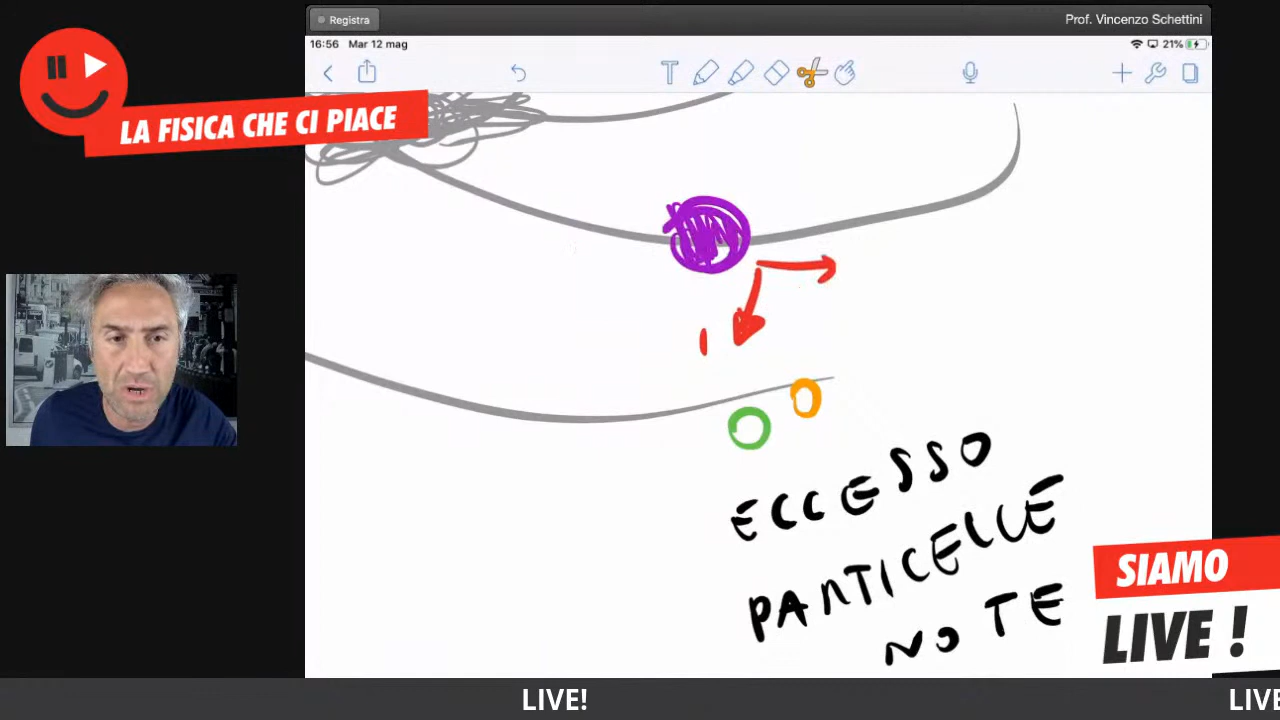 Registra
Prof. Vincenzo Schettini
16:56 Mar 12 mag
21%
LA FISICA CHE CI PIACE
ECCESSO
PARTICELLE
NOTE
SIAMO
LIVE !
LIVE!
LIVE